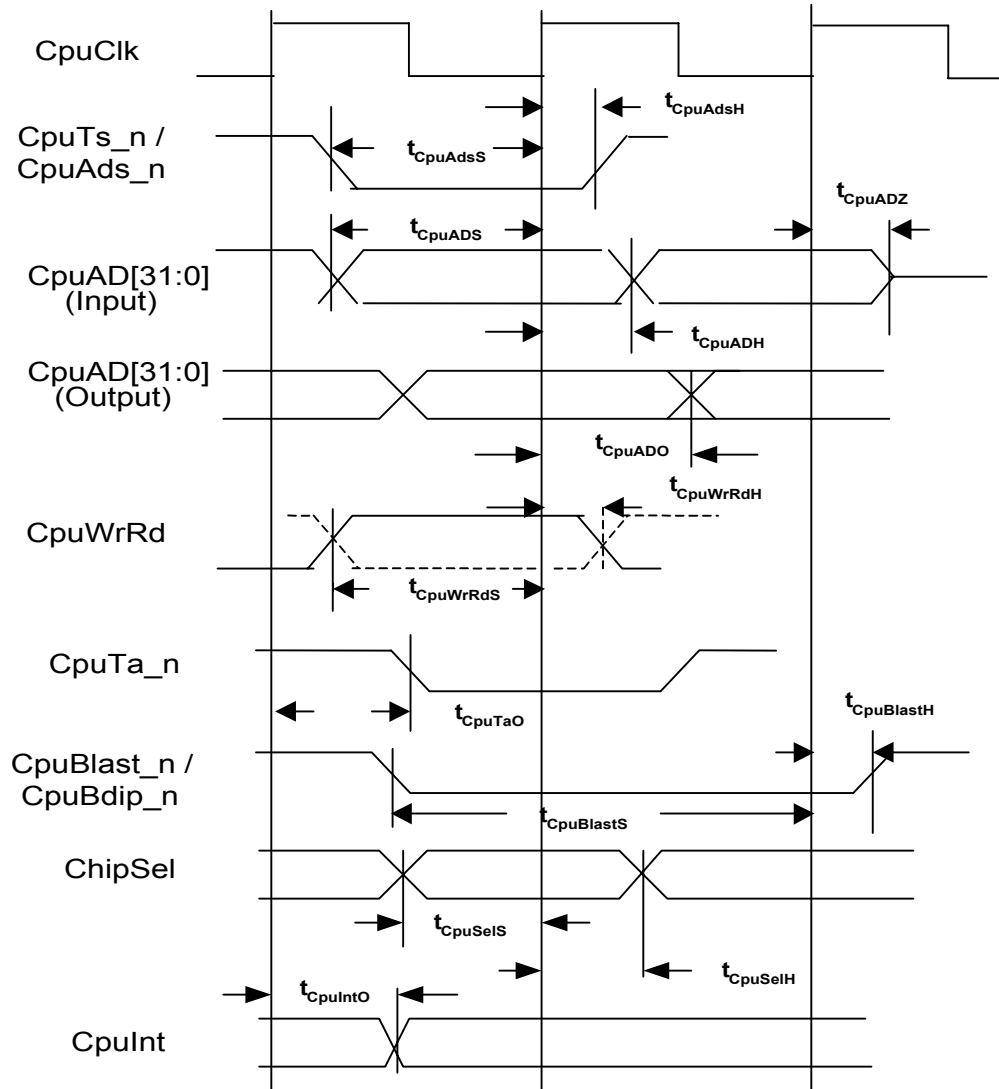 CpuClk
tCpuAdsH
CpuTs_n /
CpuAds_n
tCpuAdsS
tCpuADZ
tCpuADS
CpuAD[31:0]
(Input)
tCpuADH
CpuAD[31:0]
(Output)
tCpuADO
tCpuWrRdH
CpuWrRd
tCpuWrRdS
CpuTa_n
tCpuTaO
tCpuBlastH
CpuBlast_n /
CpuBdip_n
tCpuBlastS
ChipSel
tCpuSelS
tCpuSelH
tCpuIntO
CpuInt